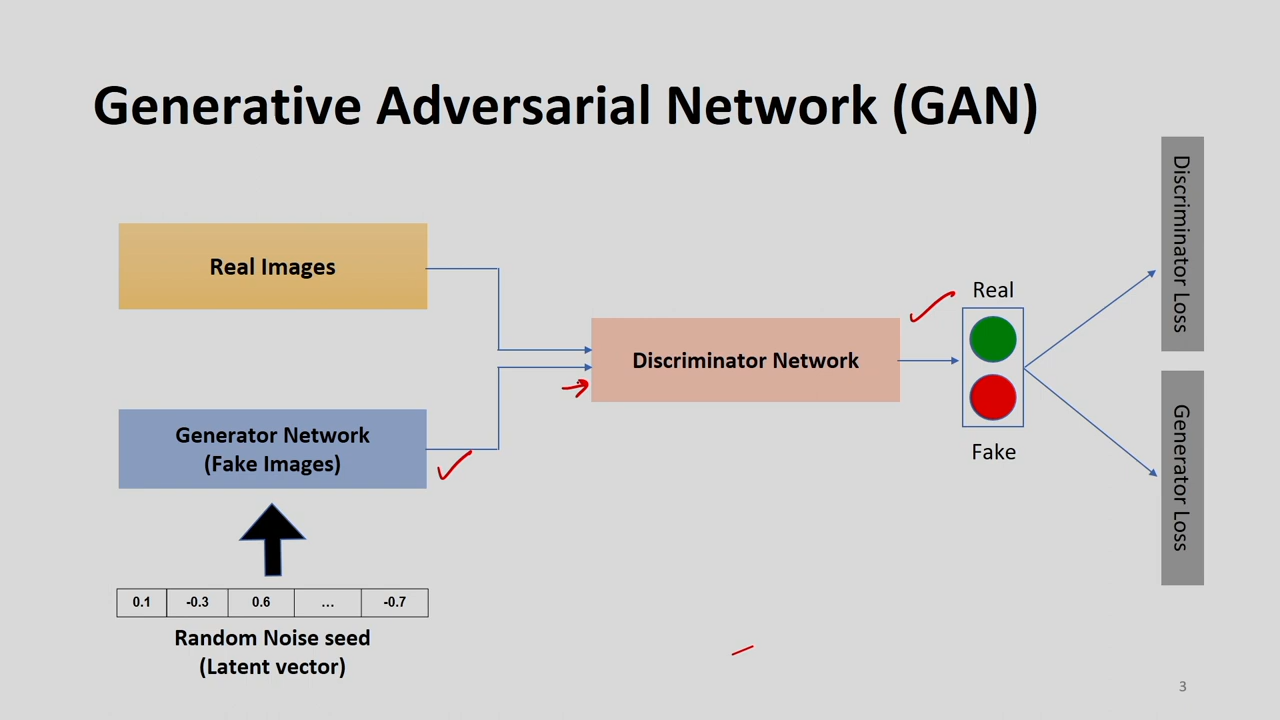 Generative Adversarial Network (GAN)
Real Images
Generator Network
(Fake Images)
0.1 -0.3 0.6 ... -0.7
Random Noise seed
(Latent vector)
Discriminator Network
Real
Fake
Discriminator Loss
Generator Loss
3